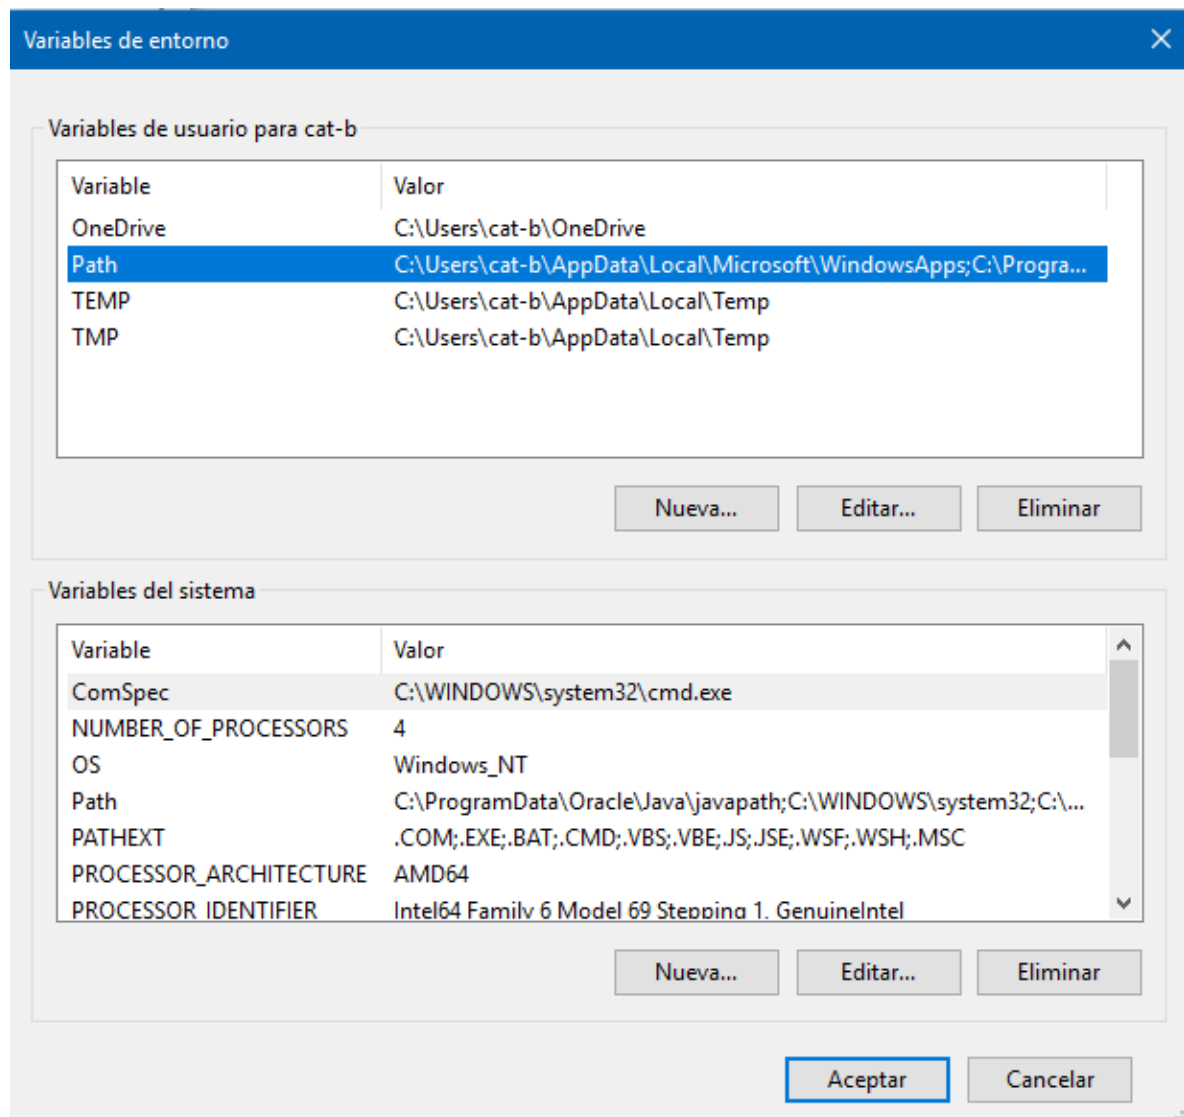 Variables de entorno
Variables de usuario para cat-b
Variable Valor
OneDrive C:\Users\cat-b\OneDrive
Path C:\Users\cat-b\AppData\Local\Microsoft\WindowsApps;C:\Progra...
TEMP C:\Users\cat-b\AppData\Local\Temp
TMP C:\Users\cat-b\AppData\Local\Temp
Nueva... Editar... Eliminar
Variables del sistema
Variable Valor
ComSpec C:\WINDOWS\system32\cmd.exe
NUMBER_OF_PROCESSORS 4
OS Windows_NT
Path C:\ProgramData\Oracle\Java\javapath;C:\WINDOWS\system32;C:\...
PATHEXT .COM;.EXE;.BAT;.CMD;.VBS;.VBE;.JS;.JSE;.WSF;.WSH;.MSC
PROCESSOR_ARCHITECTURE AMD64
PROCESSOR_IDENTIFIER Intel64 Family 6 Model 69 Stepping 1, GenuineIntel
Nueva... Editar... Eliminar
Aceptar Cancelar